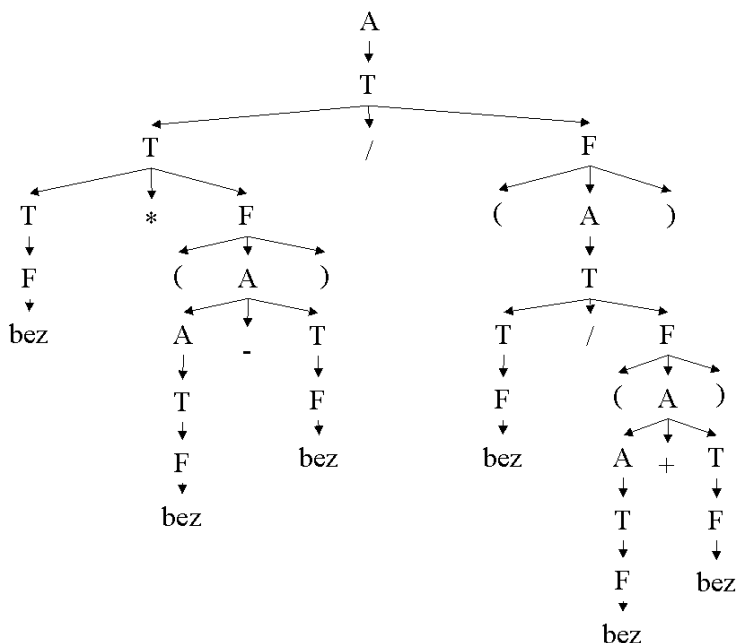 A
T
T / F
T * F ( A )
F ( A ) T
bez A - T T / F
T F F ( A )
F bez bez A + T
bez T F
F bez
bez